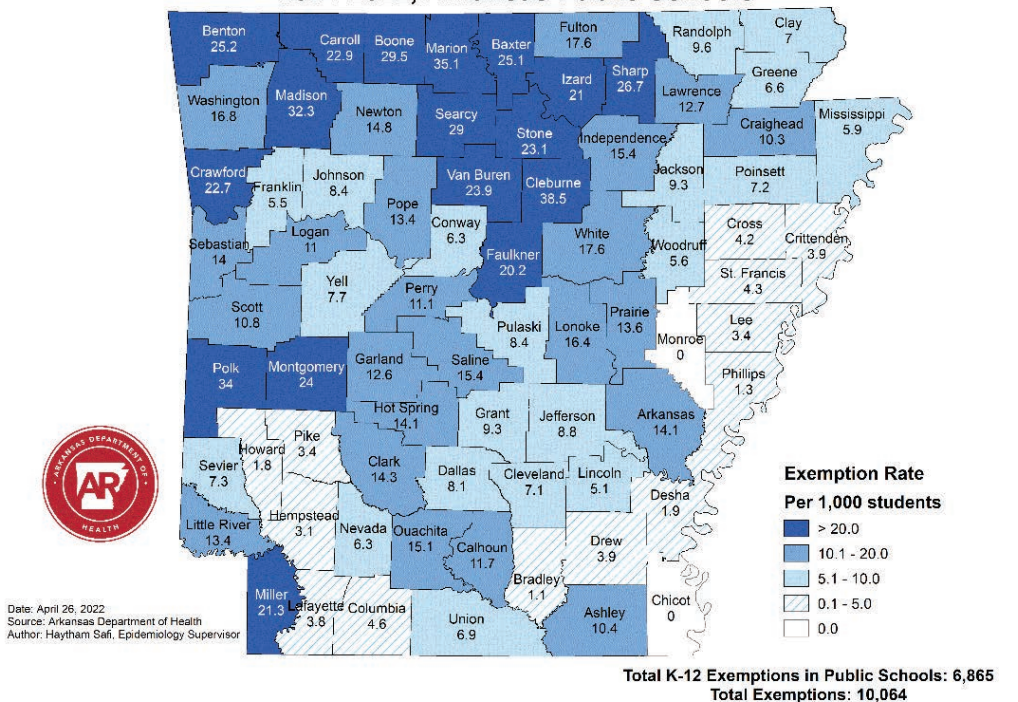 Benton
25.2
Carroll
22.9
Boone
29.5
Marion
35.1
Baxter
25.1
Fulton
17.6
Randolph
9.6
Clay
7
Washington
16.8
Madison
32.3
Newton
14.8
Searcy
29
Stone
23.1
Izard
21
Sharp
26.7
Lawrence
12.7
Greene
6.6
Independence
15.4
Craighead
10.3
Mississippi
5.9
Crawford
22.7
Franklin
5.5
Johnson
8.4
Pope
13.4
Van Buren
23.9
Cleburne
38.5
Jackson
9.3
Poinsett
7.2
Sebastian
14
Logan
11
Conway
6.3
Faulkner
20.2
White
17.6
Woodruff
5.6
Cross
4.2
Crittenden
3.9
St. Francis
4.3
Scott
10.8
Yell
7.7
Perry
11.1
Pulaski
8.4
Lonoke
16.4
Prairie
13.6
Monroe
0
Lee
3.4
Phillips
1.3
Polk
34
Montgomery
24
Garland
12.6
Saline
15.4
Hot Spring
14.1
Grant
9.3
Jefferson
8.8
Arkansas
14.1
ARKANSAS DEPARTMENT OF
AR
HEALTH
Sevier
7.3
Howard
1.8
Pike
3.4
Clark
14.3
Dallas
8.1
Cleveland
7.1
Lincoln
5.1
Desha
1.9
Little River
13.4
Hempstead
3.1
Nevada
6.3
Ouachita
15.1
Calhoun
11.7
Bradley
1.1
Drew
3.9
Chicot
0
Miller
21.3
Lafayette
3.8
Columbia
4.6
Union
6.9
Ashley
10.4
Exemption Rate
Per 1,000 students
> 20.0
10.1 - 20.0
5.1 - 10.0
0.1 - 5.0
0.0
Date: April 26, 2022
Source: Arkansas Department of Health
Author: Haytham Safi, Epidemiology Supervisor
Total K-12 Exemptions in Public Schools: 6,865
Total Exemptions: 10,064